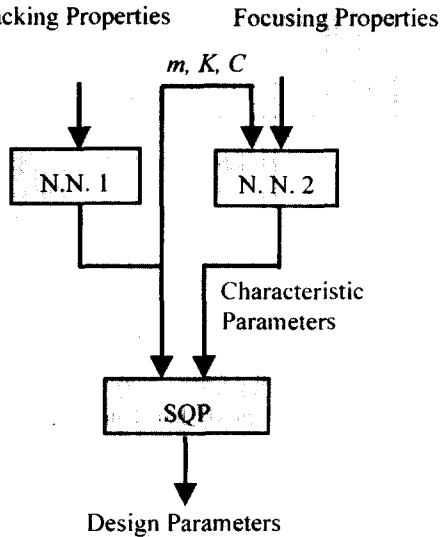 acking Properties
Focusing Properties
m, K, C
N.N. 1
N. N. 2
Characteristic
Parameters
SQP
Design Parameters